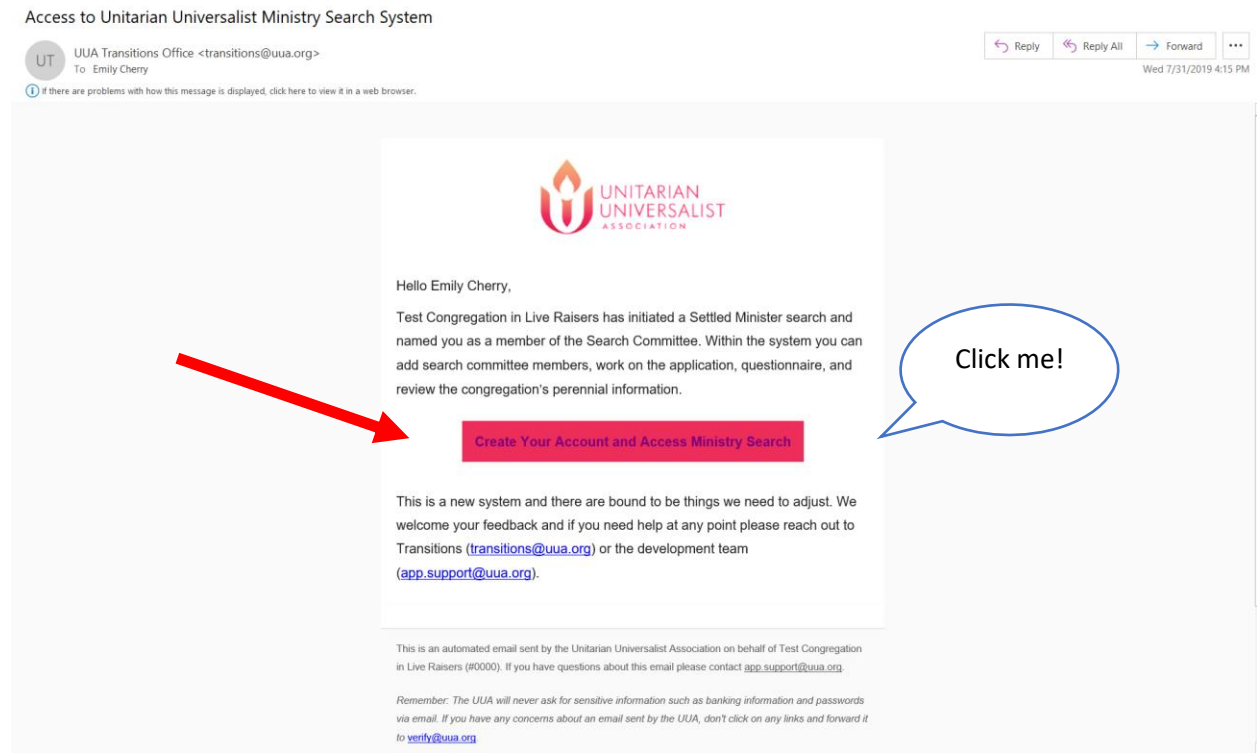 Access to Unitarian Universalist Ministry Search System
UT
UUA Transitions Office <transitions@uua.org>
To Emily Cherry
Reply
Reply All
Forward
Wed 7/31/2019 4:15 PM
If there are problems with how this message is displayed, click here to view it in a web browser.
UNITARIAN
UNIVERSALIST
ASSOCIATION
Hello Emily Cherry,
Test Congregation in Live Raisers has initiated a Settled Minister search and
named you as a member of the Search Committee. Within the system you can
add search committee members, work on the application, questionnaire, and
review the congregation's perennial information.
Click me!
Create Your Account and Access Ministry Search
This is a new system and there are bound to be things we need to adjust. We
welcome your feedback and if you need help at any point please reach out to
Transitions (transitions@uua.org) or the development team
(app.support@uua.org).
This is an automated email sent by the Unitarian Universalist Association on behalf of Test Congregation
in Live Raisers (#0000). If you have questions about this email please contact app.support@uua.org.
Remember: The UUA will never ask for sensitive information such as banking information and passwords
via email. If you have any concerns about an email sent by the UUA, don't click on any links and forward it
to verify@uua.org.